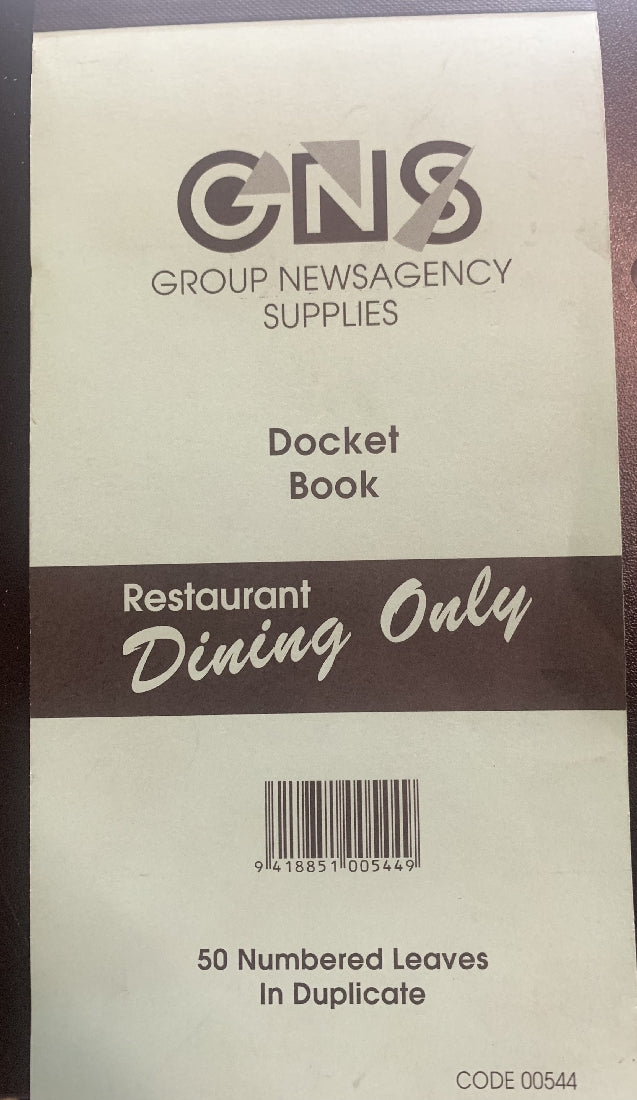 GNS
GROUP NEWSAGENCY
SUPPLIES
Docket
Book
Restaurant
Dining Only
9 418851 005449
50 Numbered Leaves
In Duplicate
CODE 00544